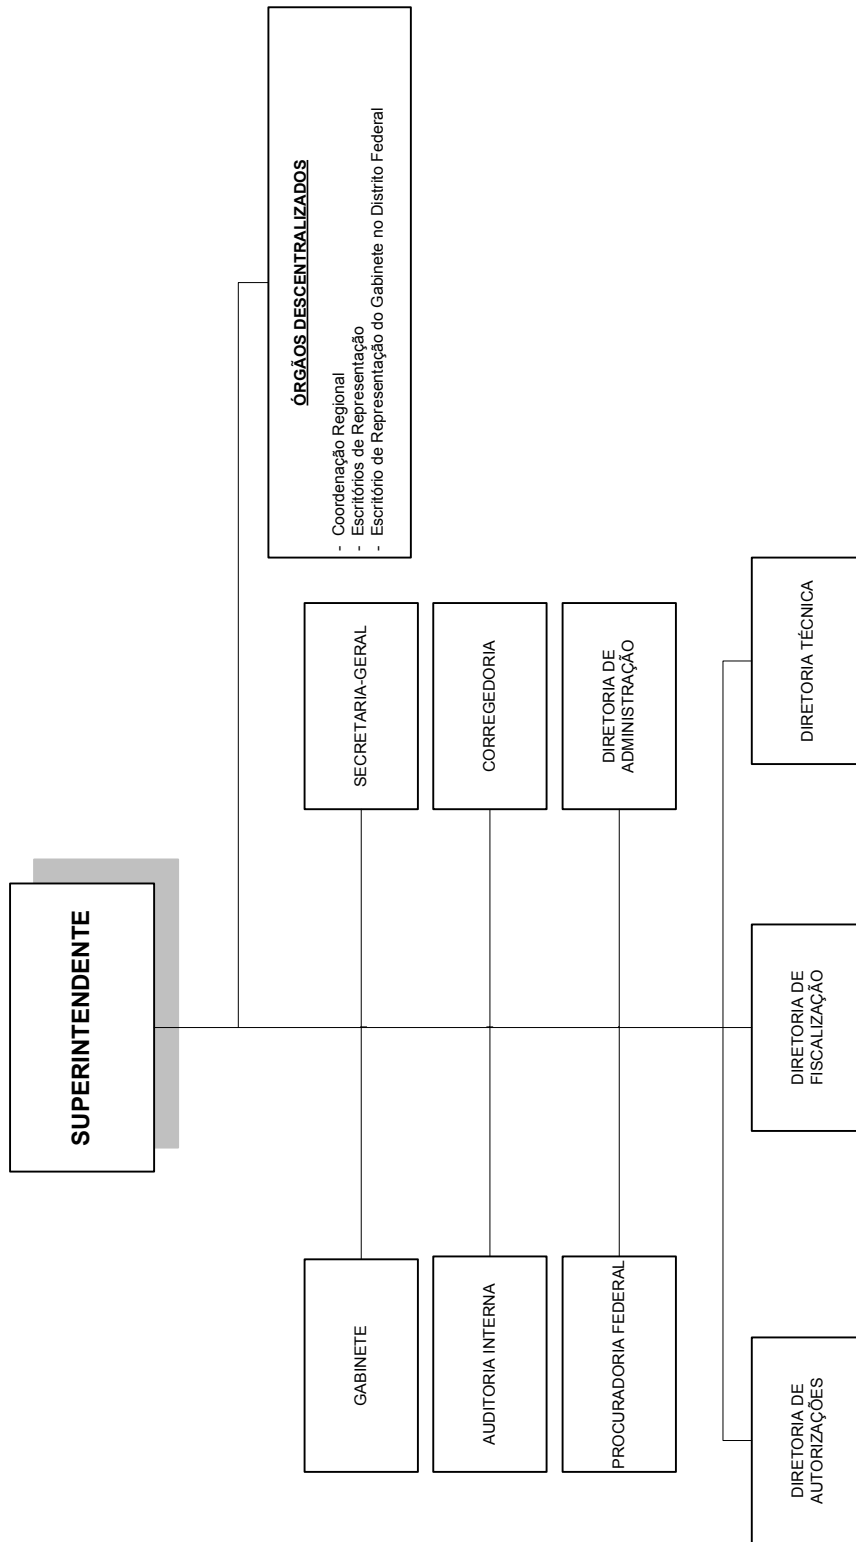 SUPERINTENDENTE
ÓRGÃOS DESCENTRALIZADOS
- Coordenação Regional
- Escritórios de Representação
- Escritório de Representação do Gabinete no Distrito Federal
GABINETE
SECRETARIA-GERAL
AUDITORIA INTERNA
CORREGEDORIA
PROCURADORIA FEDERAL
DIRETORIA DE
ADMINISTRAÇÃO
DIRETORIA DE
AUTORIZAÇÕES
DIRETORIA DE
FISCALIZAÇÃO
DIRETORIA TÉCNICA